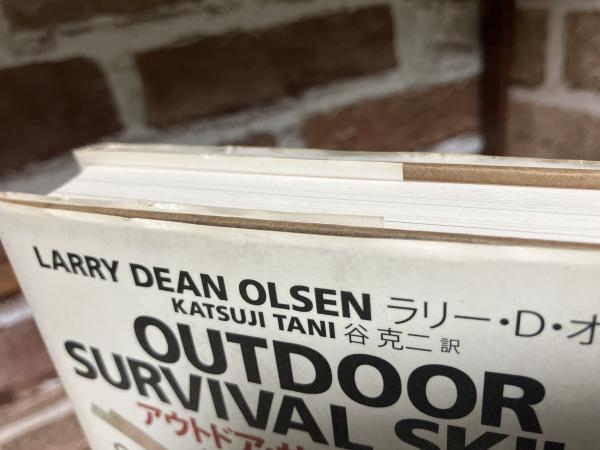 LARRY DEAN OLSEN ラリー・D・オ
KATSUJI TANI 谷 克二 訳
OUTDOOR
SURVIVAL SKI
アウトドア・サ